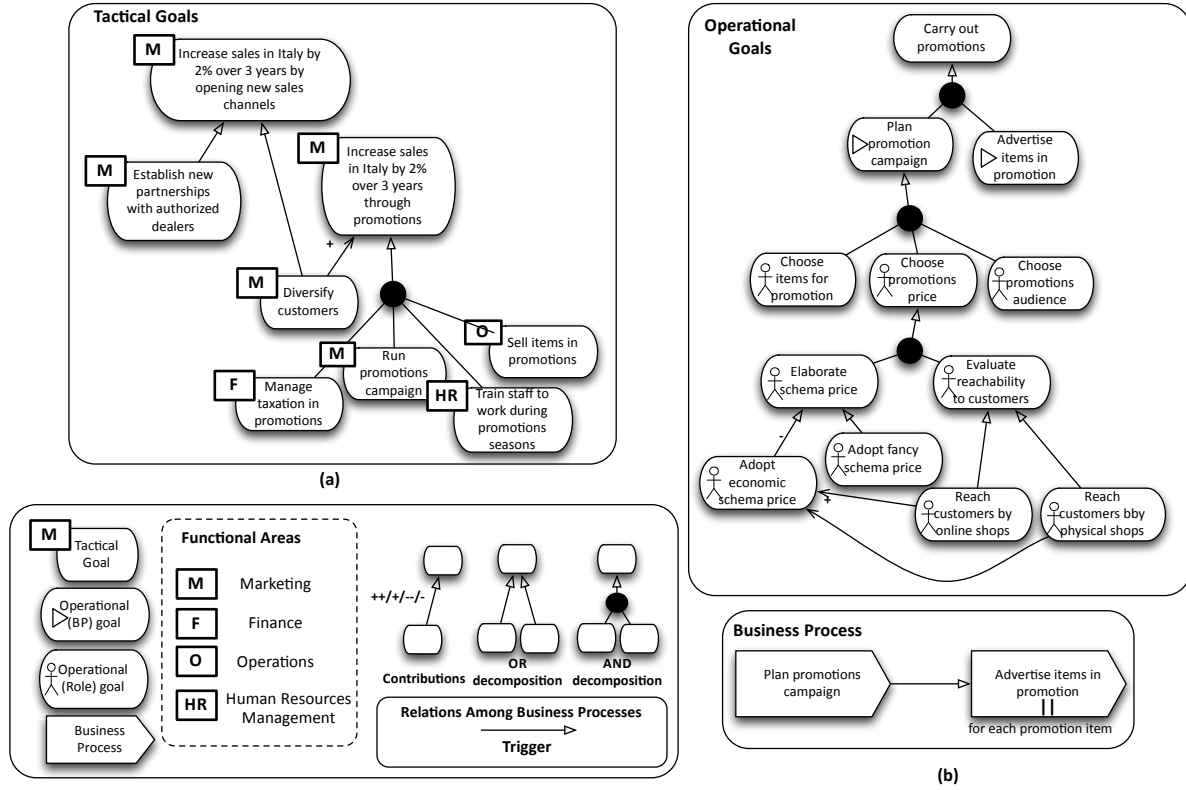 Tactical Goals
M
Increase sales in Italy by
2% over 3 years by
opening new sales
channels
M
Increase sales
in Italy by 2%
over 3 years
through
promotions
M
Establish new
partnerships
with authorized
dealers
+
M
Diversify
customers
O
Sell items in
promotions
M
Run
promotions
campaign
F
Manage
taxation in
promotions
HR
Train staff to
work during
promotions
seasons
(a)
Operational
Goals
Carry out
promotions
Plan
promotion
campaign
Advertise
items in
promotion
Choose
items for
promotion
Choose
promotions
price
Choose
promotions
audience
Elaborate
schema price
Evaluate
reachability
to customers
-
Adopt fancy
schema price
Adopt
economic
schema price
+
Reach
customers by
online shops
Reach
customers bby
physical shops
M
Tactical
Goal
Operational
(BP) goal
Operational
(Role) goal
Business
Process
Functional Areas
M
Marketing
F
Finance
O
Operations
HR
Human Resources
Management
++/+/--/-
Contributions
OR
decomposition
AND
decomposition
Relations Among Business Processes
Trigger
Business Process
Plan promotions
campaign
Advertise items in
promotion
for each promotion item
(b)